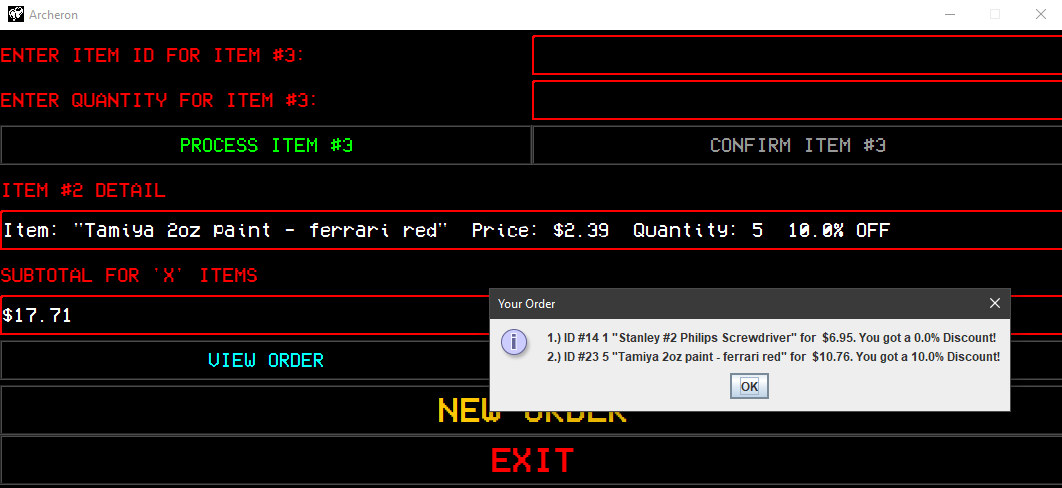 Archeron
ENTER ITEM ID FOR ITEM #3:
ENTER QUANTITY FOR ITEM #3:
PROCESS ITEM #3
CONFIRM ITEM #3
ITEM #2 DETAIL
Item: "Tamiya 2oz paint - ferrari red" Price: $2.39 Quantity: 5 10.0% OFF
SUBTOTAL FOR 'X' ITEMS
$17.71
Your Order
1.) ID #14 1 "Stanley #2 Philips Screwdriver" for $6.95. You got a 0.0% Discount!
2.) ID #23 5 "Tamiya 2oz paint - ferrari red" for $10.76. You got a 10.0% Discount!
OK
VIEW ORDER
NEW ORDER
EXIT